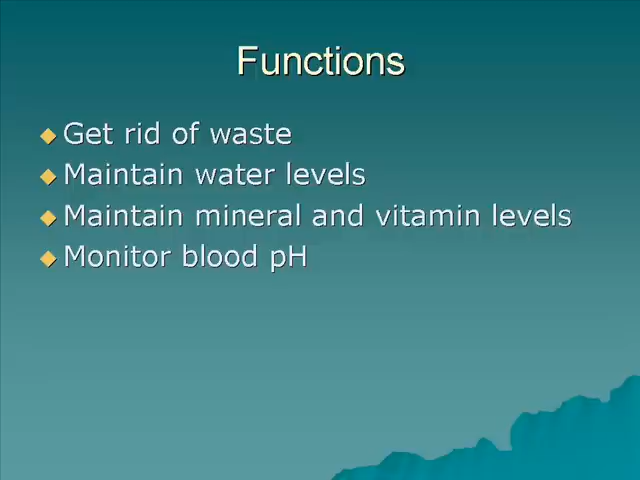 Functions
Get rid of waste
Maintain water levels
Maintain mineral and vitamin levels
Monitor blood pH